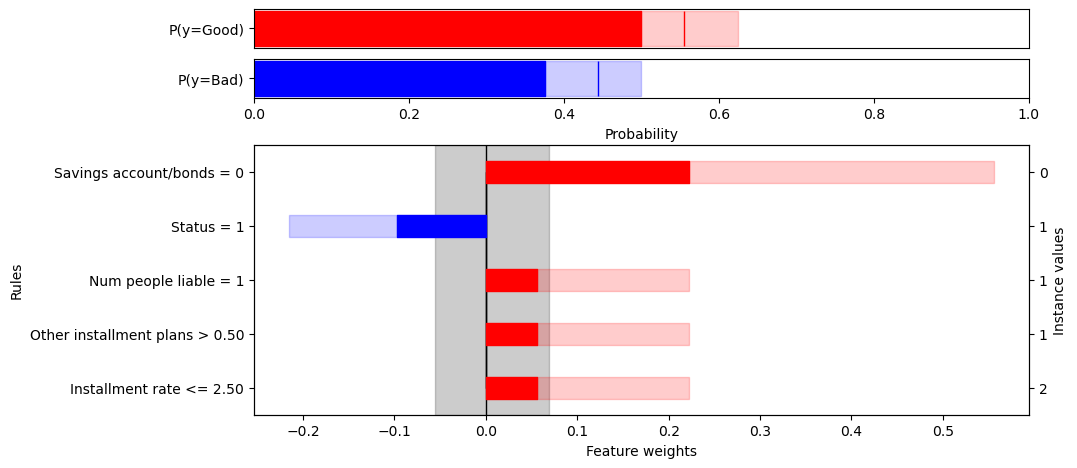 P(y=Good)
P(y=Bad)
0.0 0.2 0.4 0.6 0.8 1.0
Probability
Savings account/bonds = 0 0
Status = 1 1
Num people liable = 1 1
Other installment plans > 0.50 1
Installment rate <= 2.50 2
Rules
Instance values
−0.2 −0.1 0.0 0.1 0.2 0.3 0.4 0.5
Feature weights